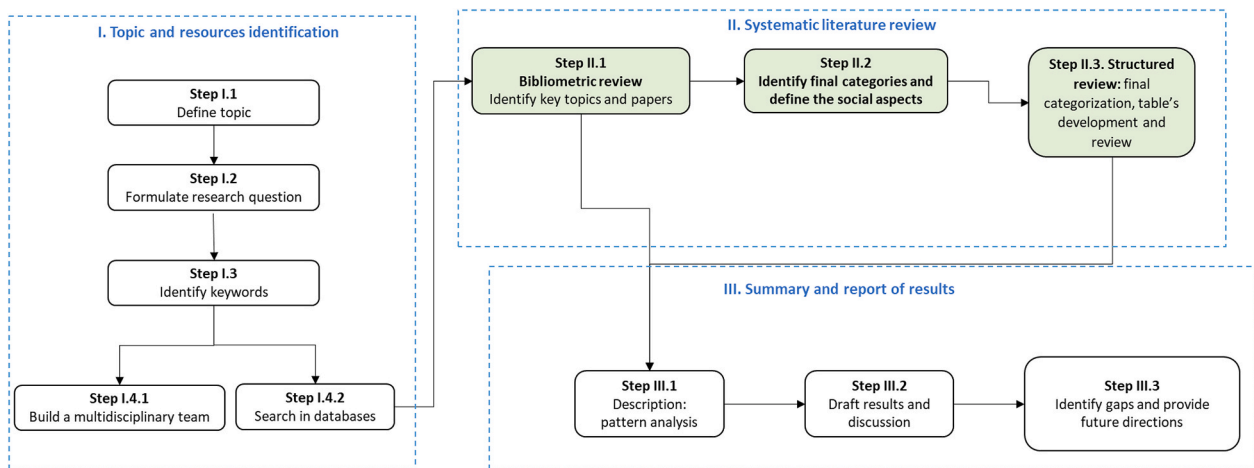 I. Topic and resources identification
Step I.1
Define topic
Step I.2
Formulate research question
Step I.3
Identify keywords
Step I.4.1
Build a multidisciplinary team
Step I.4.2
Search in databases
II. Systematic literature review
Step II.1
Bibliometric review
Identify key topics and papers
Step II.2
Identify final categories and
define the social aspects
Step II.3. Structured
review: final
categorization, table’s
development and
review
III. Summary and report of results
Step III.1
Description:
pattern analysis
Step III.2
Draft results and
discussion
Step III.3
Identify gaps and provide
future directions